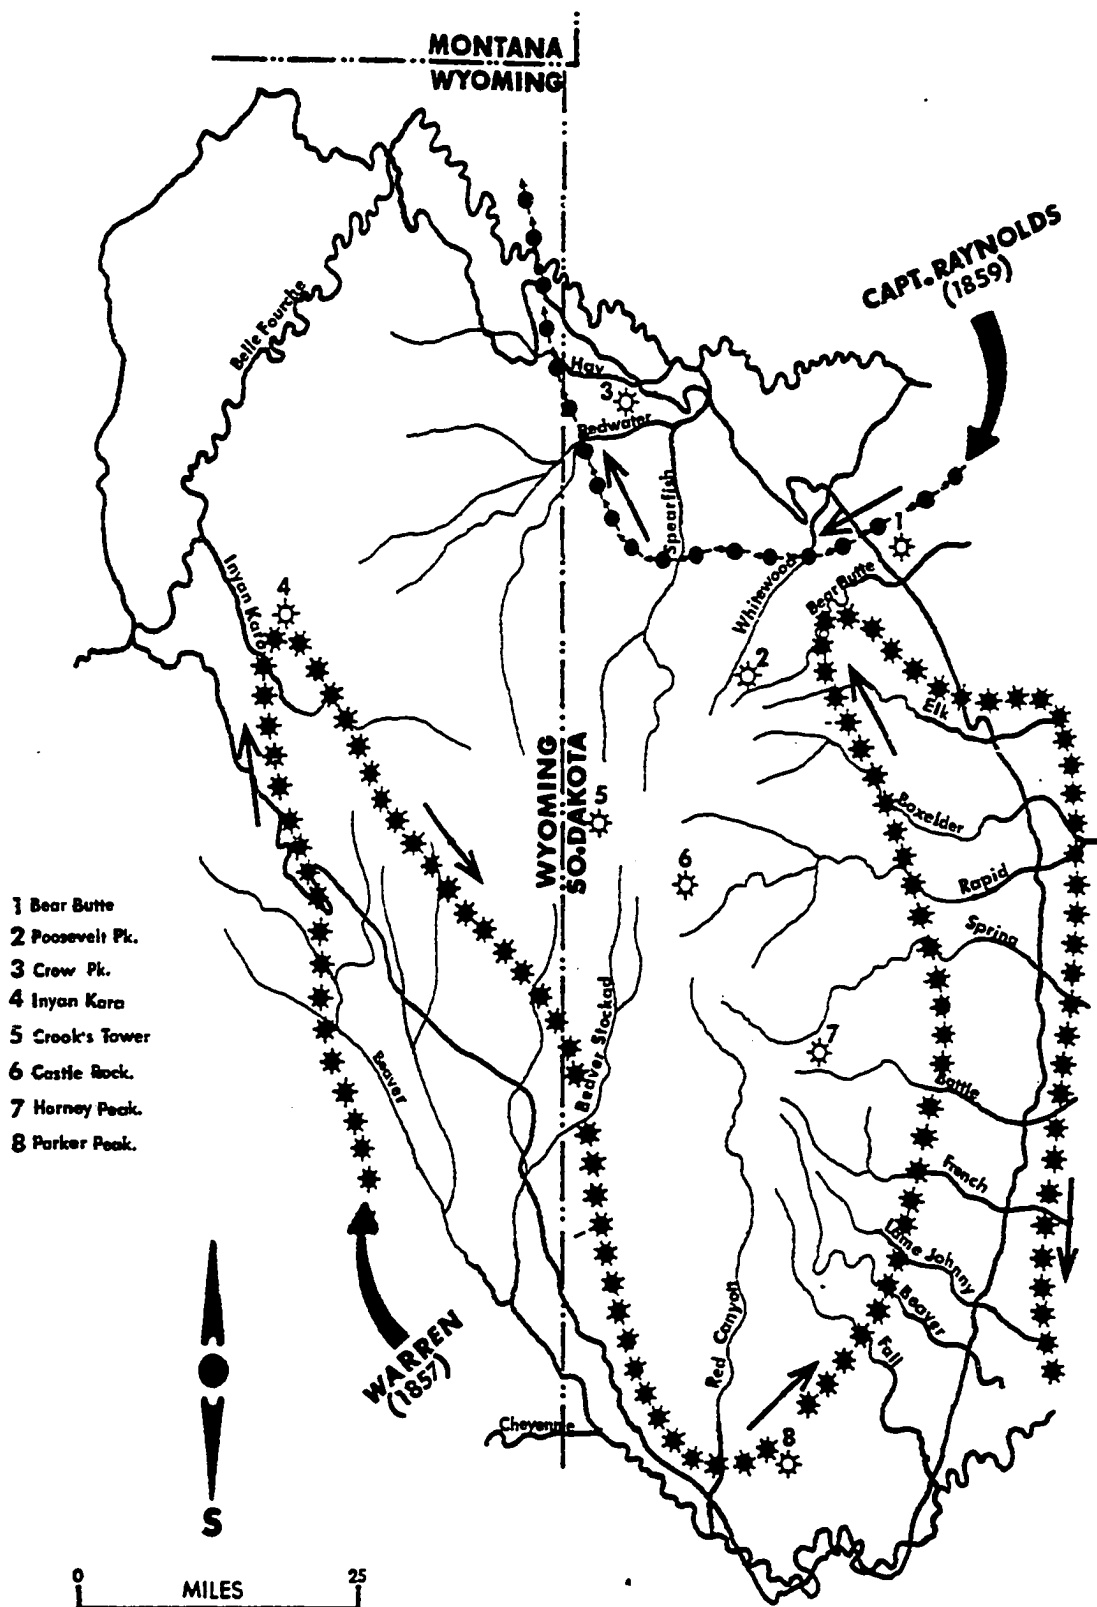 MONTANA
WYOMING
CAPT. RAYNOLDS
(1859)
Belle Fourche
Hay
3
Redwater
Spearfish
1
Whitewood
Bear Butte
Inyan Kara
4
2
Elk
WYOMING
SO. DAKOTA
5
Boxelder
6
Rapid
Spring
1 Bear Butte
2 Poosevelt Pk.
3 Crow Pk.
4 Inyan Kara
5 Crook's Tower
6 Castle Rock.
7 Harney Peak.
8 Parker Peak.
Beaver Stockad
7
Beaver
Battle
French
Lame Johnny
Beaver
Red Canyon
Fall
WARREN
(1857)
Cheyenne
8
S
0 25
MILES